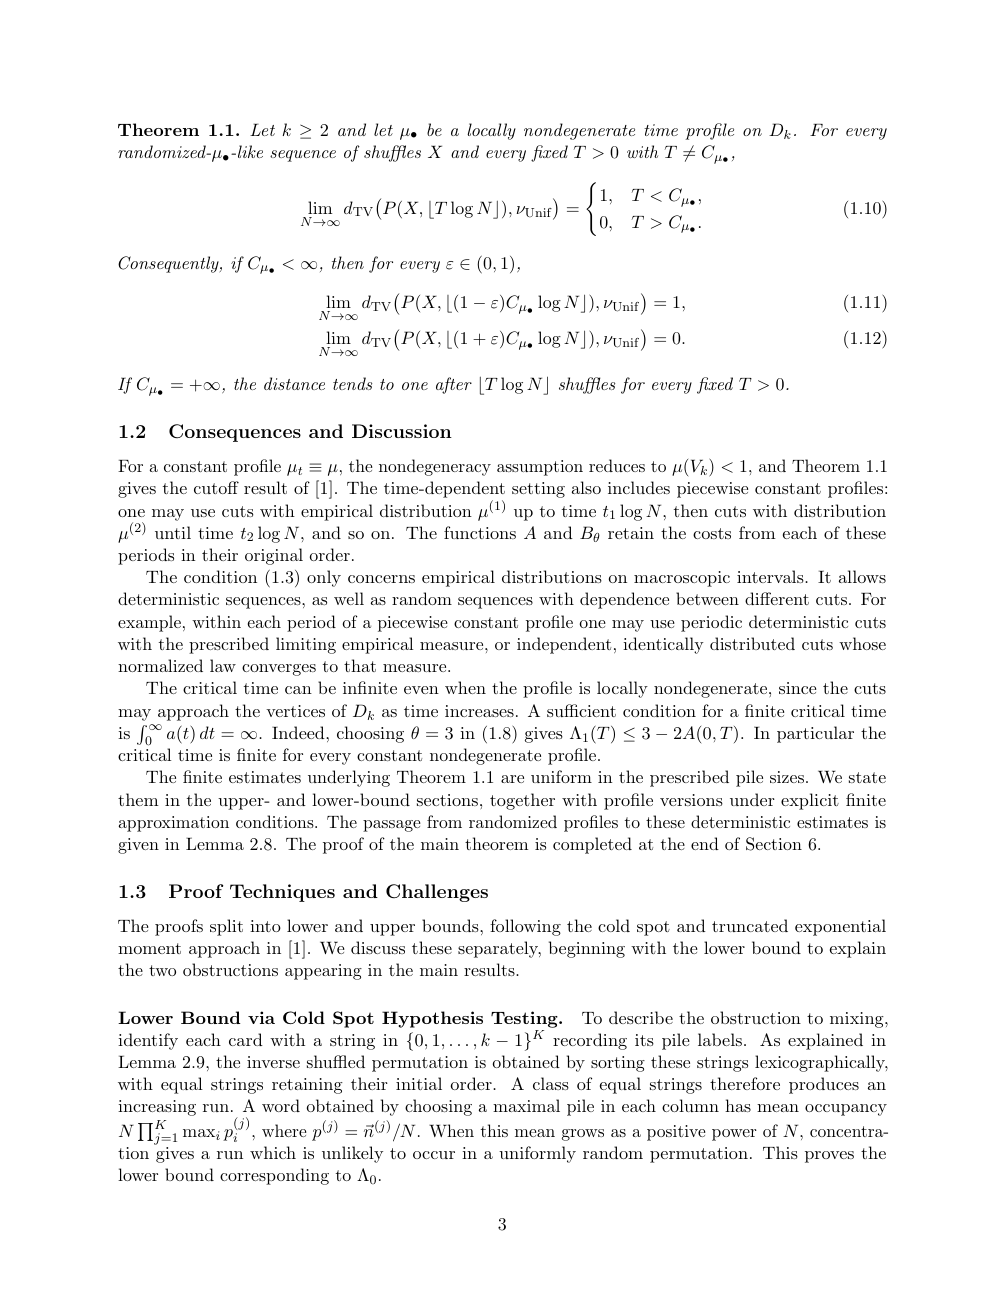 Theorem 1.1. Let k ≥ 2 and let μ• be a locally nondegenerate time profile on D_k. For every
randomized-μ•-like sequence of shuffles X and every fixed T > 0 with T ≠ C_{μ•},
lim_{N→∞} d_TV(P(X, ⌊T log N⌋), ν_Unif) = { 1, T < C_{μ•}, 0, T > C_{μ•}. (1.10)
Consequently, if C_{μ•} < ∞, then for every ε ∈ (0, 1),
lim_{N→∞} d_TV(P(X, ⌊(1 − ε)C_{μ•} log N⌋), ν_Unif) = 1, (1.11)
lim_{N→∞} d_TV(P(X, ⌊(1 + ε)C_{μ•} log N⌋), ν_Unif) = 0. (1.12)
If C_{μ•} = +∞, the distance tends to one after ⌊T log N⌋ shuffles for every fixed T > 0.
1.2 Consequences and Discussion
For a constant profile μ_t ≡ μ, the nondegeneracy assumption reduces to μ(V_k) < 1, and Theorem 1.1
gives the cutoff result of [1]. The time-dependent setting also includes piecewise constant profiles:
one may use cuts with empirical distribution μ^{(1)} up to time t_1 log N, then cuts with distribution
μ^{(2)} until time t_2 log N, and so on. The functions A and B_θ retain the costs from each of these
periods in their original order.
The condition (1.3) only concerns empirical distributions on macroscopic intervals. It allows
deterministic sequences, as well as random sequences with dependence between different cuts. For
example, within each period of a piecewise constant profile one may use periodic deterministic cuts
with the prescribed limiting empirical measure, or independent, identically distributed cuts whose
normalized law converges to that measure.
The critical time can be infinite even when the profile is locally nondegenerate, since the cuts
may approach the vertices of D_k as time increases. A sufficient condition for a finite critical time
is ∫_0^∞ a(t) dt = ∞. Indeed, choosing θ = 3 in (1.8) gives Λ_1(T) ≤ 3 − 2A(0, T). In particular the
critical time is finite for every constant nondegenerate profile.
The finite estimates underlying Theorem 1.1 are uniform in the prescribed pile sizes. We state
them in the upper- and lower-bound sections, together with profile versions under explicit finite
approximation conditions. The passage from randomized profiles to these deterministic estimates is
given in Lemma 2.8. The proof of the main theorem is completed at the end of Section 6.
1.3 Proof Techniques and Challenges
The proofs split into lower and upper bounds, following the cold spot and truncated exponential
moment approach in [1]. We discuss these separately, beginning with the lower bound to explain
the two obstructions appearing in the main results.
Lower Bound via Cold Spot Hypothesis Testing. To describe the obstruction to mixing,
identify each card with a string in {0, 1, . . . , k − 1}^K recording its pile labels. As explained in
Lemma 2.9, the inverse shuffled permutation is obtained by sorting these strings lexicographically,
with equal strings retaining their initial order. A class of equal strings therefore produces an
increasing run. A word obtained by choosing a maximal pile in each column has mean occupancy
N ∏_{j=1}^K max_i p_i^{(j)}, where p^{(j)} = n⃗^{(j)}/N. When this mean grows as a positive power of N, concentra-
tion gives a run which is unlikely to occur in a uniformly random permutation. This proves the
lower bound corresponding to Λ_0.
3